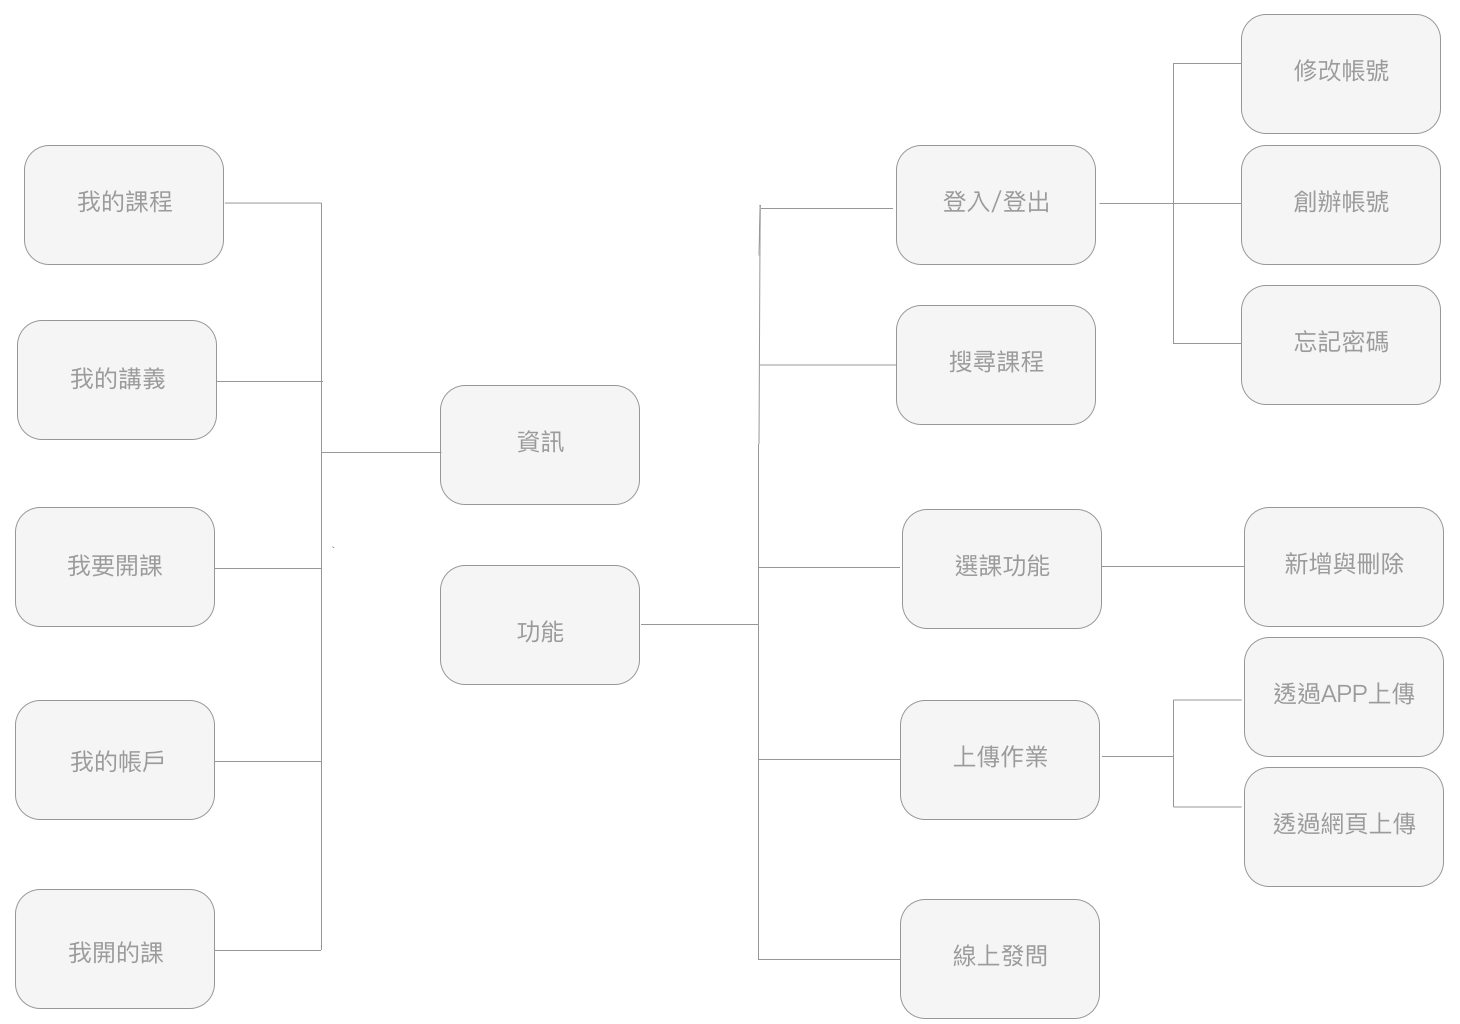 修改帳號
我的課程
登入/登出
創辦帳號
忘記密碼
搜尋課程
我的講義
資訊
我要開課
選課功能
新增與刪除
功能
透過APP上傳
我的帳戶
上傳作業
透過網頁上傳
我開的課
線上發問